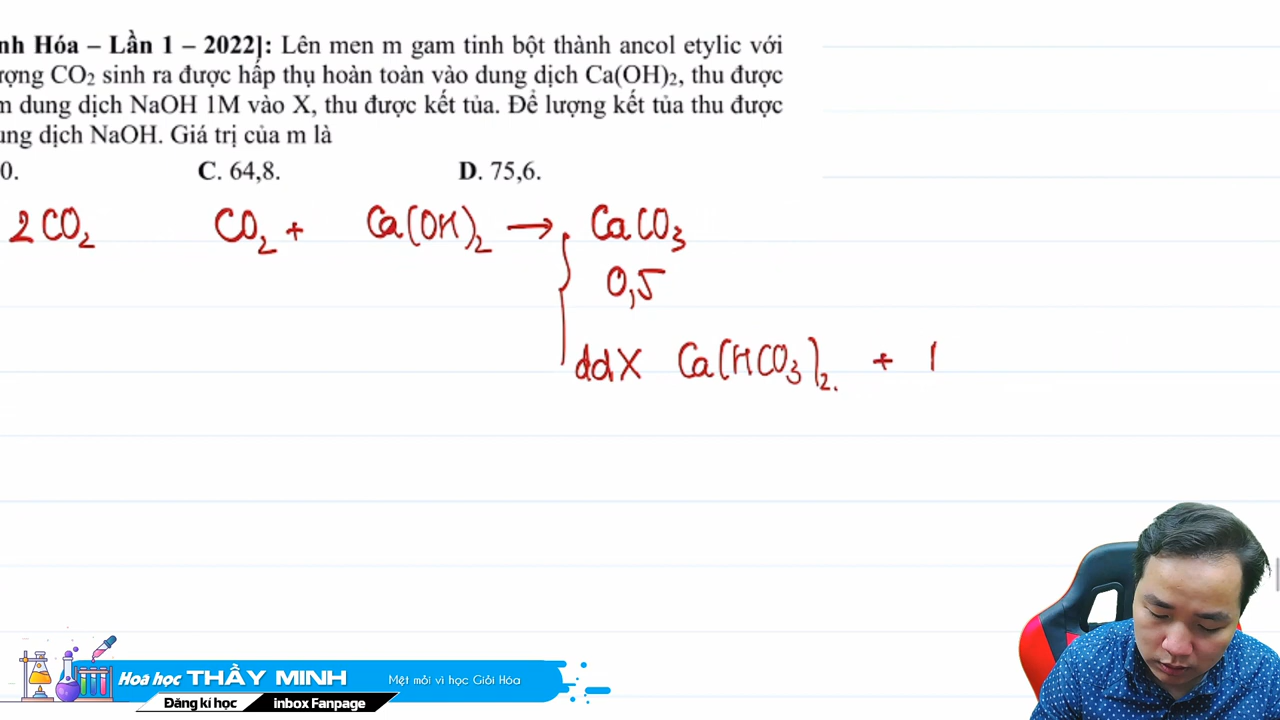 nh Hóa – Lần 1 – 2022]: Lên men m gam tinh bột thành ancol etylic với
ợng CO₂ sinh ra được hấp thụ hoàn toàn vào dung dịch Ca(OH)₂, thu được
m dung dịch NaOH 1M vào X, thu được kết tủa. Để lượng kết tủa thu được
ung dịch NaOH. Giá trị của m là
0. C. 64,8. D. 75,6.
2CO₂ CO₂ + Ca(OH)₂ → CaCO₃
0,5
ddX Ca(HCO₃)₂. +
Hoá học THẦY MINH
Mệt mỏi vì học Giỏi Hóa
Đăng kí học inbox Fanpage